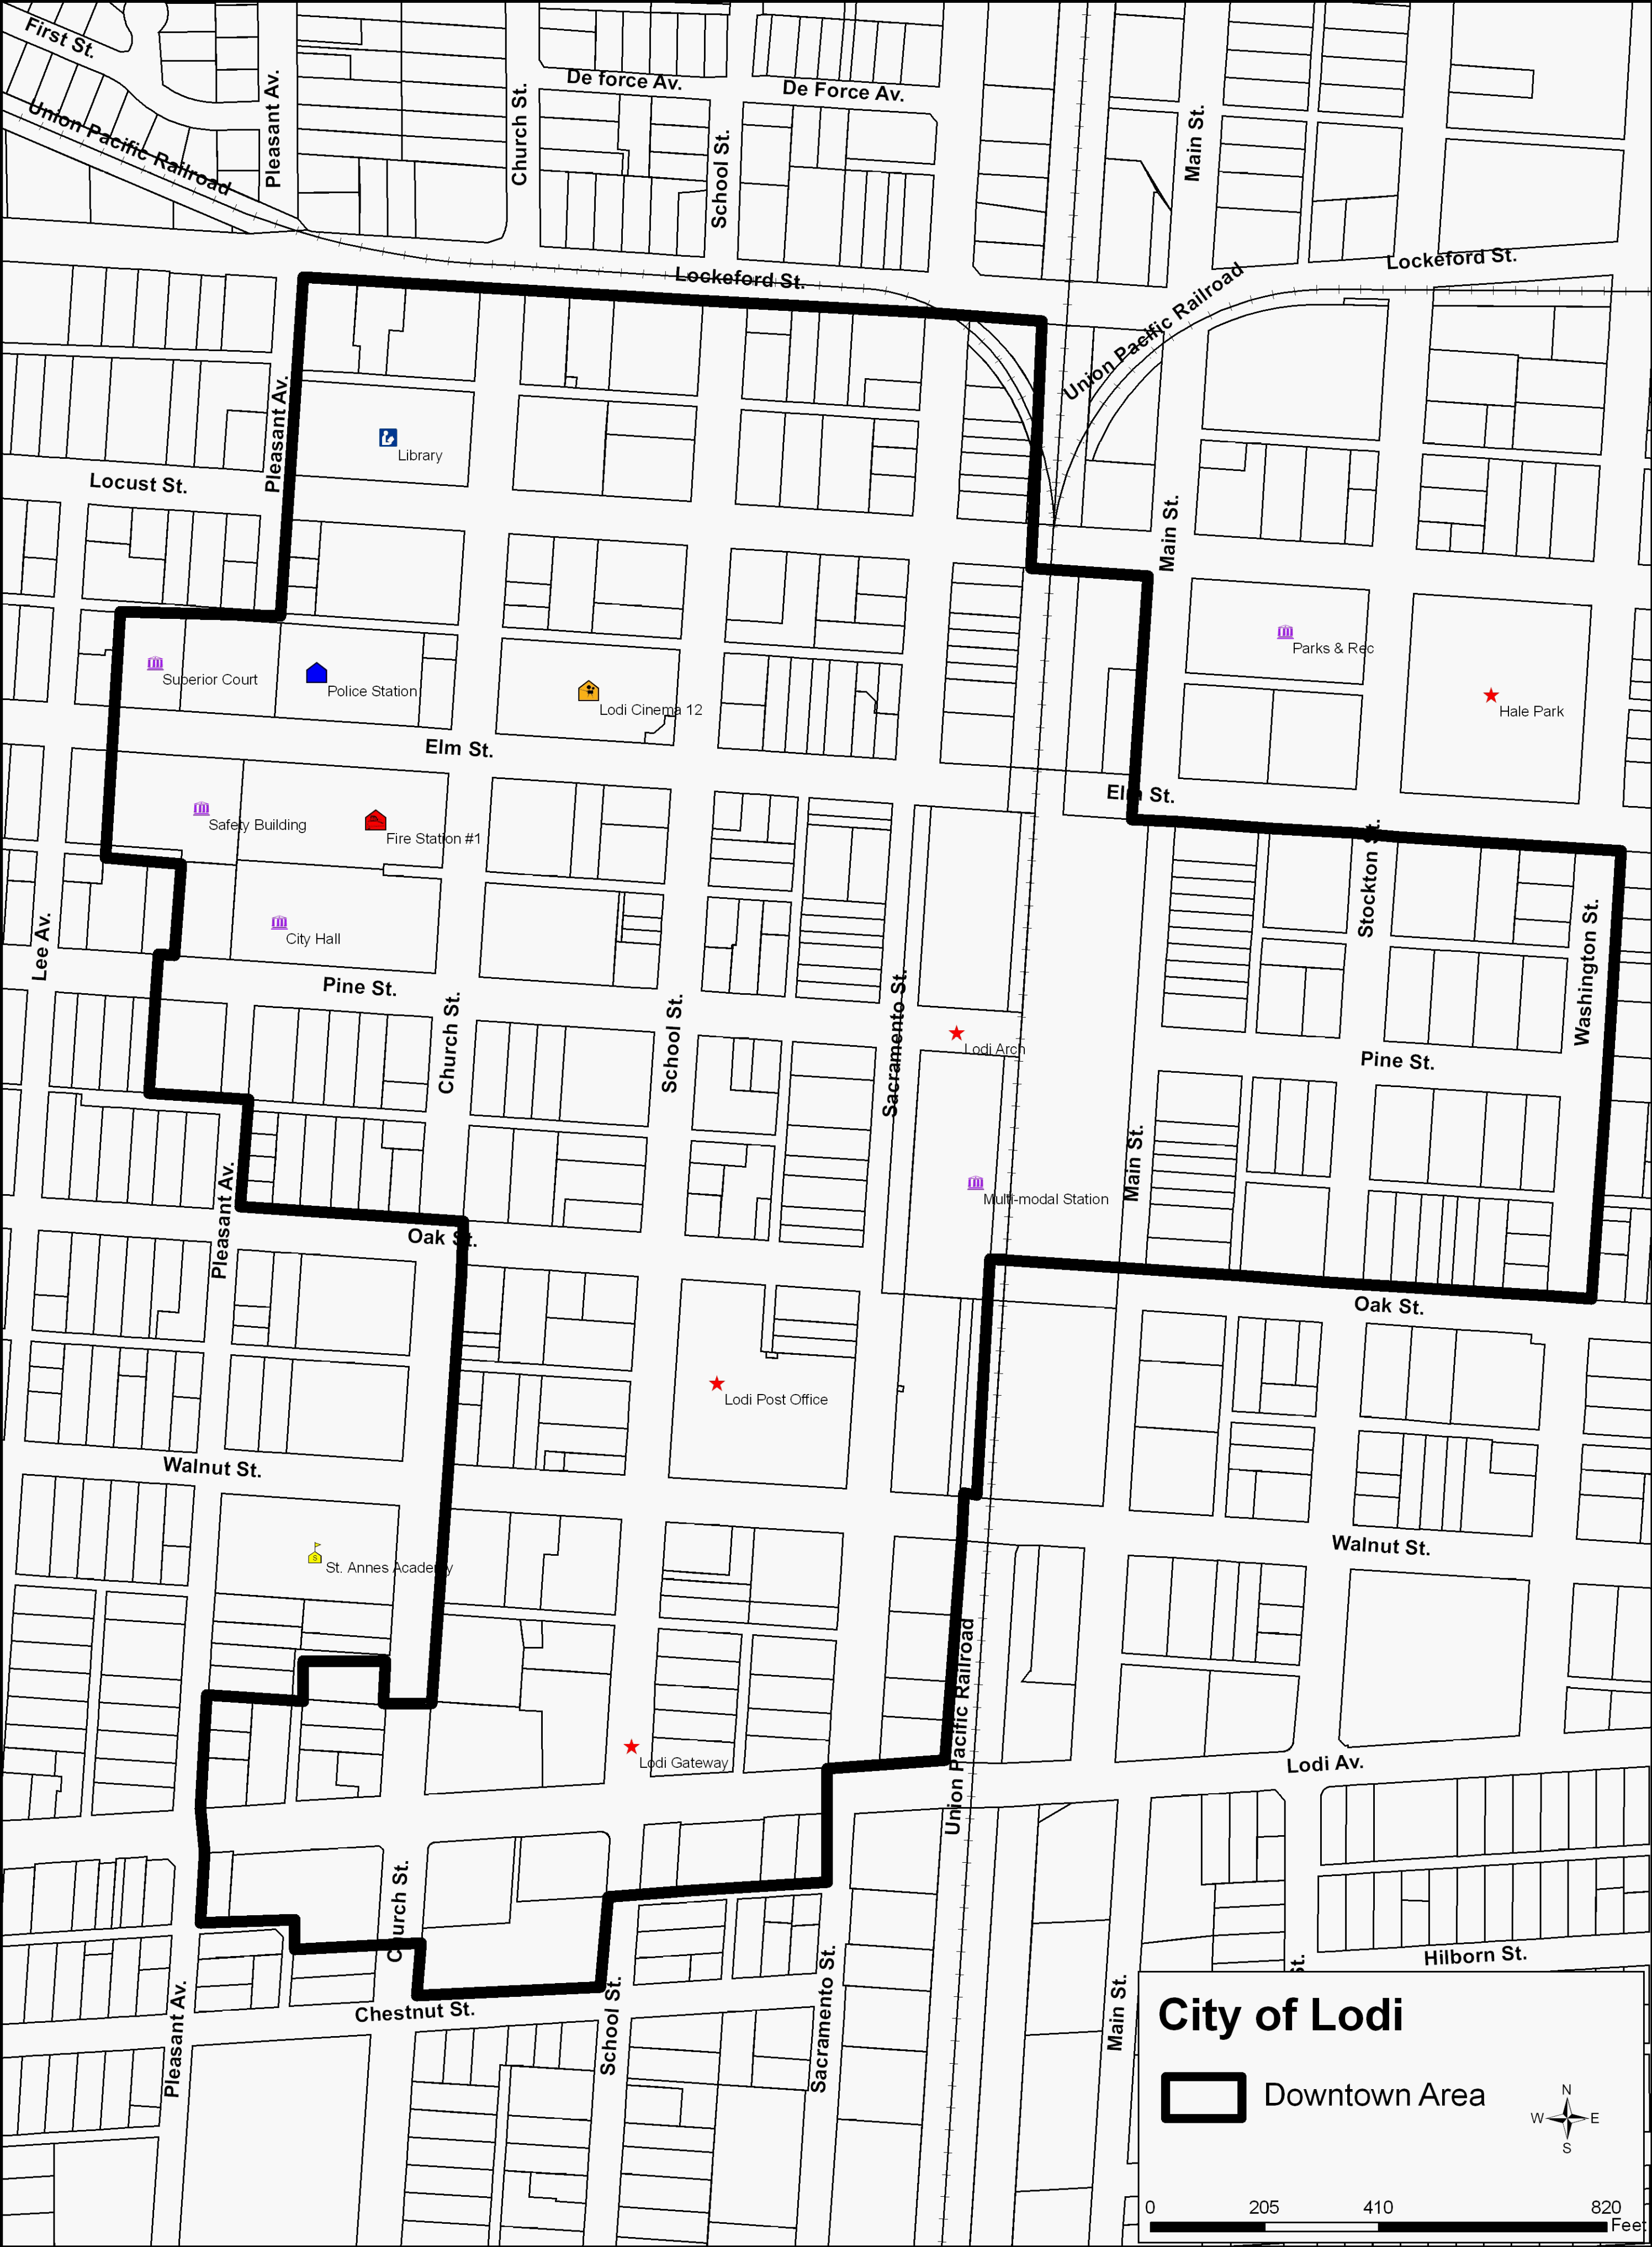 First St.
Union Pacific Railroad
Pleasant Av.
Church St.
De force Av.
De Force Av.
School St.
Main St.
Lockeford St.
Lockeford St.
Union Pacific Railroad
Pleasant Av.
Library
Locust St.
Main St.
Superior Court
Police Station
Lodi Cinema 12
Parks & Rec
Hale Park
Elm St.
Elm St.
Safety Building
Fire Station #1
Stockton St.
Lee Av.
City Hall
Washington St.
Pine St.
Church St.
School St.
Sacramento St.
Lodi Arch
Pine St.
Main St.
Multi-modal Station
Pleasant Av.
Oak St.
Oak St.
Lodi Post Office
Walnut St.
Walnut St.
S
St. Annes Academy
Union Pacific Railroad
Lodi Gateway
Lodi Av.
Church St.
Sacramento St.
Hilborn St.
St.
Chestnut St.
Pleasant Av.
School St.
Main St.
City of Lodi
Downtown Area
N
W E
S
0 205 410 820
Feet